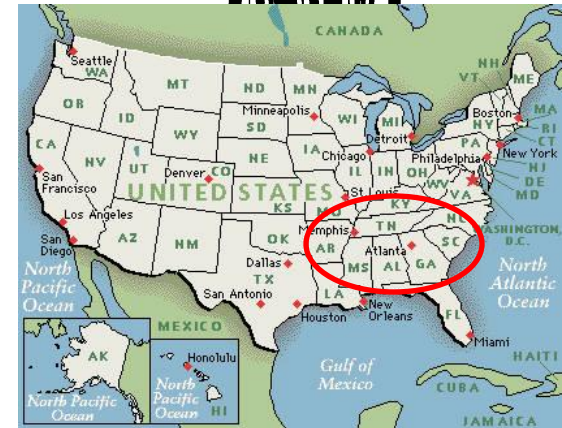 CANADA
Seattle
WA
MT
ND
MN
NH
VT
ME
OR
ID
Minneapolis
WI
MI
Boston
MA
SD
WY
Detroit
NY
RI
CT
CA
NV
UT
Denver
CO
NE
IA
Chicago
IL
IN
OH
PA
Philadelphia
New York
NJ
DE
MD
WV
VA
San
Francisco
UNITED STATES
KS
St Louis
MO
KY
WASHINGTON,
D.C.
Los Angeles
San
Diego
AZ
NM
OK
AR
Memphis
TN
NC
SC
Atlanta
MS
AL
GA
Dallas
TX
North
Pacific
Ocean
North
Atlantic
Ocean
San Antonio
Houston
LA
New
Orleans
FL
Miami
MEXICO
Gulf of
Mexico
AK
North Pacific
Ocean
Honolulu
North
Pacific
Ocean
HI
HAITI
CUBA
JAMAICA